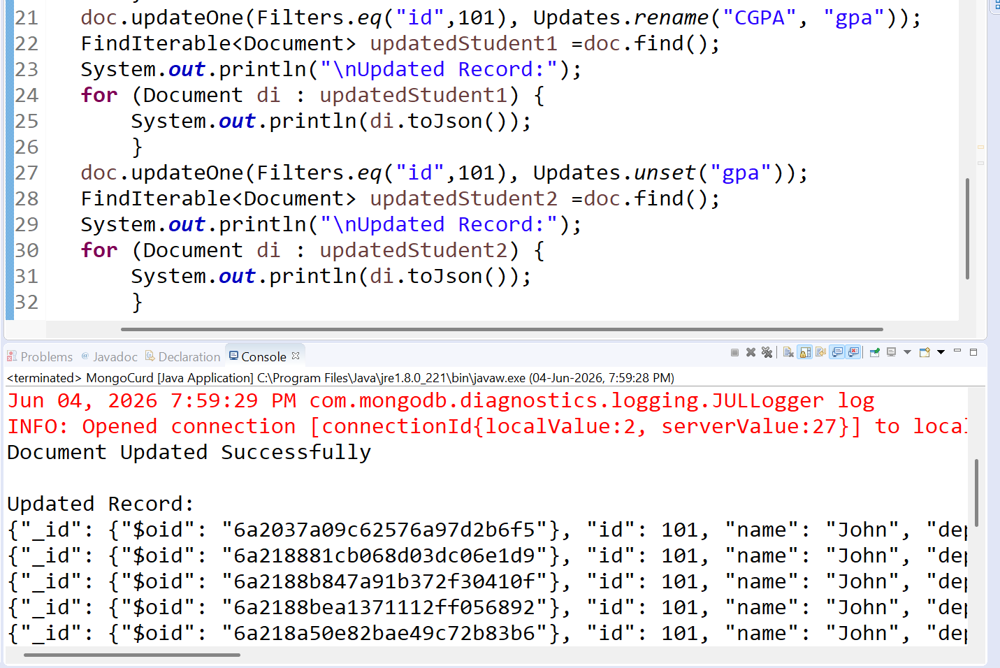 21 doc.updateOne(Filters.eq("id",101), Updates.rename("CGPA", "gpa"));
22 FindIterable<Document> updatedStudent1 =doc.find();
23 System.out.println("\nUpdated Record:");
24 for (Document di : updatedStudent1) {
25 System.out.println(di.toJson());
26 }
27 doc.updateOne(Filters.eq("id",101), Updates.unset("gpa"));
28 FindIterable<Document> updatedStudent2 =doc.find();
29 System.out.println("\nUpdated Record:");
30 for (Document di : updatedStudent2) {
31 System.out.println(di.toJson());
32 }
Problems @ Javadoc Declaration Console
<terminated> MongoCurd [Java Application] C:\Program Files\Java\jre1.8.0_221\bin\javaw.exe (04-Jun-2026, 7:59:28 PM)
Jun 04, 2026 7:59:29 PM com.mongodb.diagnostics.logging.JULLogger log
INFO: Opened connection [connectionId{localValue:2, serverValue:27}] to local
Document Updated Successfully
Updated Record:
{"_id": {"$oid": "6a2037a09c62576a97d2b6f5"}, "id": 101, "name": "John", "dep
{"_id": {"$oid": "6a218881cb068d03dc06e1d9"}, "id": 101, "name": "John", "dep
{"_id": {"$oid": "6a2188b847a91b372f30410f"}, "id": 101, "name": "John", "dep
{"_id": {"$oid": "6a2188bea1371112ff056892"}, "id": 101, "name": "John", "dep
{"_id": {"$oid": "6a218a50e82bae49c72b83b6"}, "id": 101, "name": "John", "dep